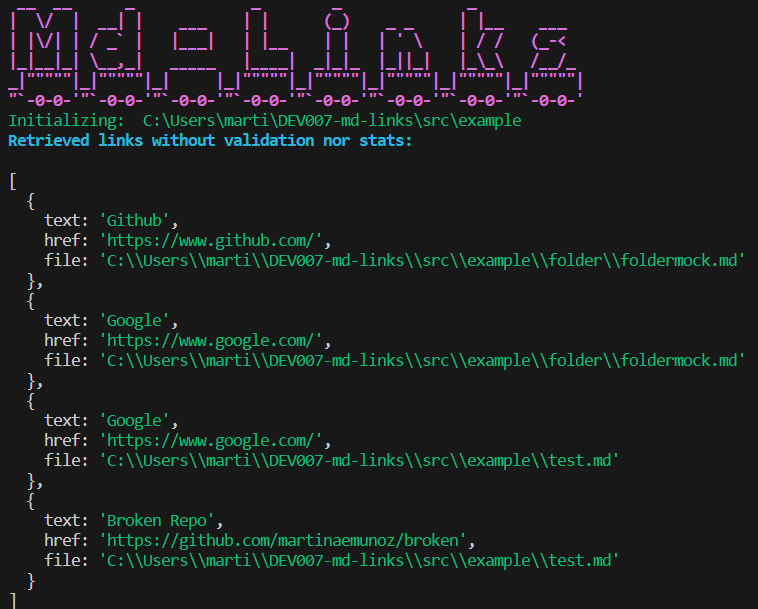 Md - Links
Initializing:  C:\Users\marti\DEV007-md-links\src\example
Retrieved links without validation nor stats:
[
  {
    text: 'Github',
    href: 'https://www.github.com/',
    file: 'C:\\Users\\marti\\DEV007-md-links\\src\\example\\folder\\foldermock.md'
  },
  {
    text: 'Google',
    href: 'https://www.google.com/',
    file: 'C:\\Users\\marti\\DEV007-md-links\\src\\example\\folder\\foldermock.md'
  },
  {
    text: 'Google',
    href: 'https://www.google.com/',
    file: 'C:\\Users\\marti\\DEV007-md-links\\src\\example\\test.md'
  },
  {
    text: 'Broken Repo',
    href: 'https://github.com/martinaemunoz/broken',
    file: 'C:\\Users\\marti\\DEV007-md-links\\src\\example\\test.md'
  }
]